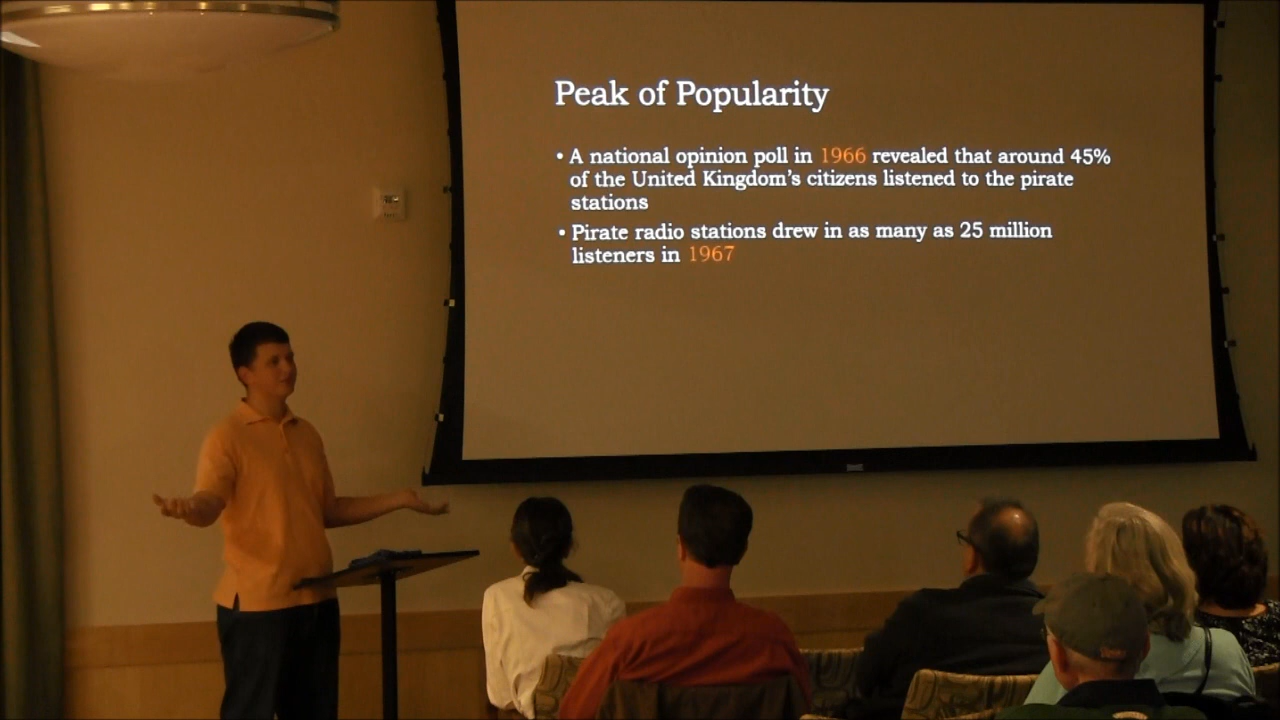 Peak of Popularity
• A national opinion poll in 1966 revealed that around 45%
of the United Kingdom's citizens listened to the pirate
stations
• Pirate radio stations drew in as many as 25 million
listeners in 1967